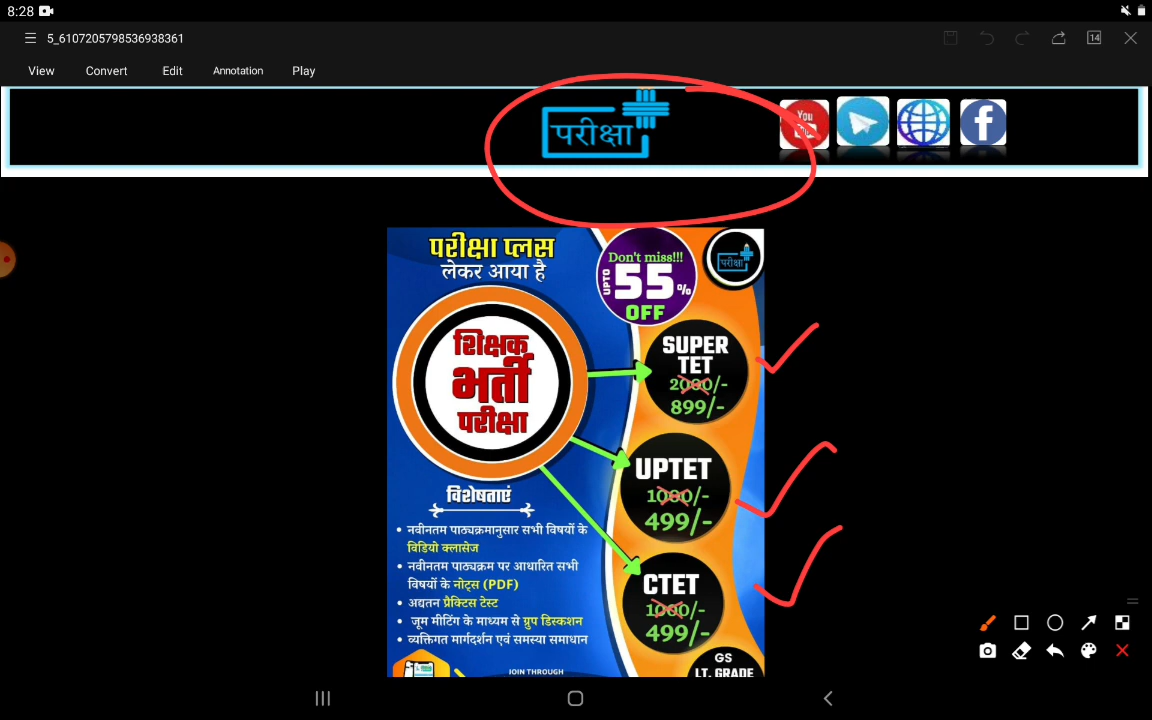 8:28
5_6107205798536938361
14
View Convert Edit Annotation Play
परीक्षा
You
f
परीक्षा प्लस
लेकर आया है
Don't miss!!!
UPTO 55%
OFF
परीक्षा
शिक्षक
भर्ती
परीक्षा
SUPER
TET
2000/-
899/-
UPTET
1000/-
499/-
CTET
1000/-
499/-
विशेषताएं
• नवीनतम पाठ्यक्रमानुसार सभी विषयों के
विडियो क्लासेज
• नवीनतम पाठ्यक्रम पर आधारित सभी
विषयों के नोट्स (PDF)
• अद्यतन प्रैक्टिस टेस्ट
• जूम मीटिंग के माध्यम से ग्रुप डिस्कशन
• व्यक्तिगत मार्गदर्शन एवं समस्या समाधान
JOIN THROUGH
GS
LT. GRADE